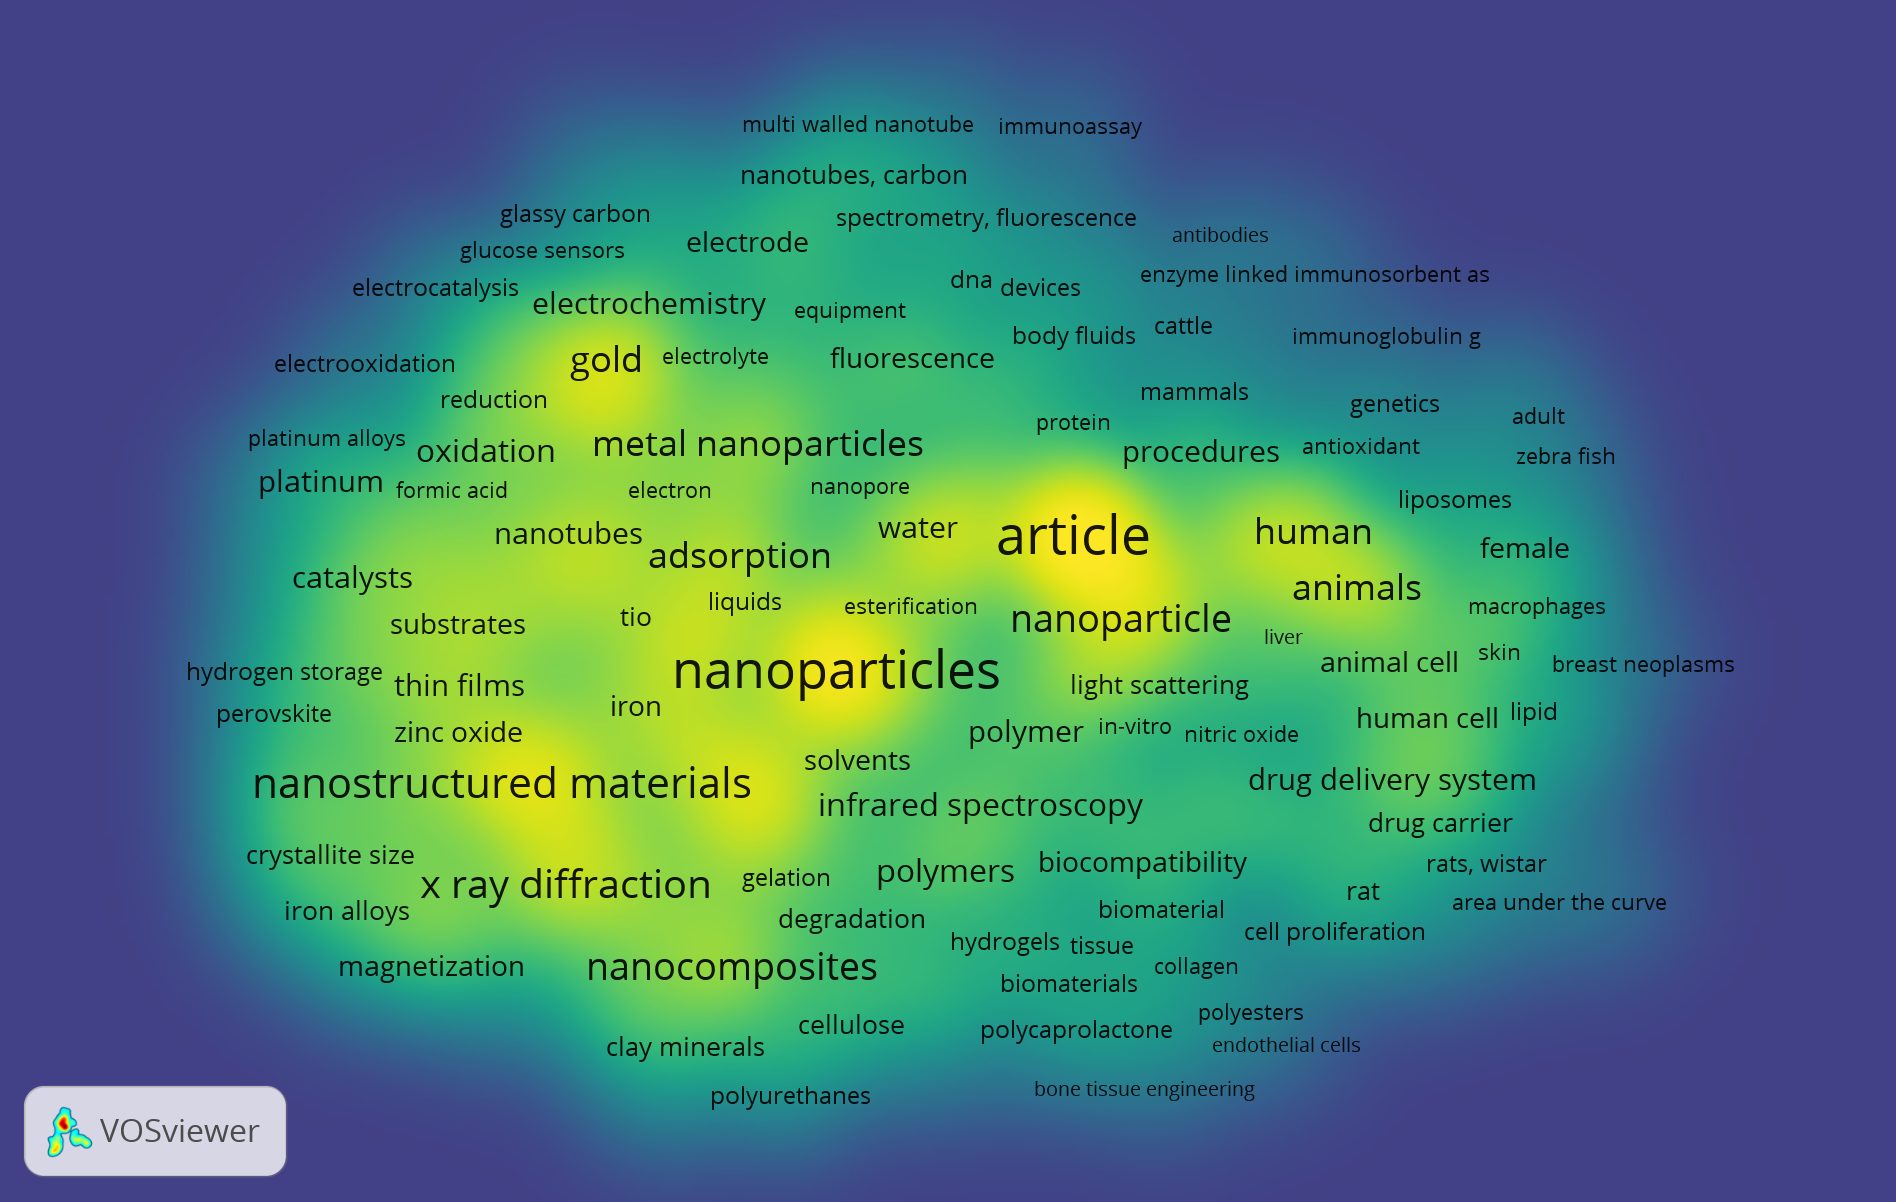 multi walled nanotube
immunoassay
nanotubes, carbon
glassy carbon
spectrometry, fluorescence
electrode
antibodies
glucose sensors
enzyme linked immunosorbent as
dna
devices
electrocatalysis
electrochemistry
equipment
cattle
body fluids
immunoglobulin g
gold
electrolyte
fluorescence
electrooxidation
mammals
reduction
genetics
adult
protein
platinum alloys
oxidation
metal nanoparticles
procedures
antioxidant
zebra fish
platinum
formic acid
electron
nanopore
liposomes
nanotubes
water
article
human
female
adsorption
catalysts
animals
liquids
esterification
macrophages
tio
substrates
nanoparticle
liver
skin
animal cell
breast neoplasms
hydrogen storage
nanoparticles
thin films
light scattering
iron
perovskite
human cell
lipid
zinc oxide
polymer
in-vitro
nitric oxide
solvents
nanostructured materials
drug delivery system
infrared spectroscopy
drug carrier
crystallite size
biocompatibility
rats, wistar
x ray diffraction
gelation
polymers
rat
area under the curve
iron alloys
degradation
biomaterial
cell proliferation
hydrogels
tissue
magnetization
nanocomposites
collagen
biomaterials
polyesters
cellulose
polycaprolactone
clay minerals
endothelial cells
polyurethanes
bone tissue engineering
VOSviewer